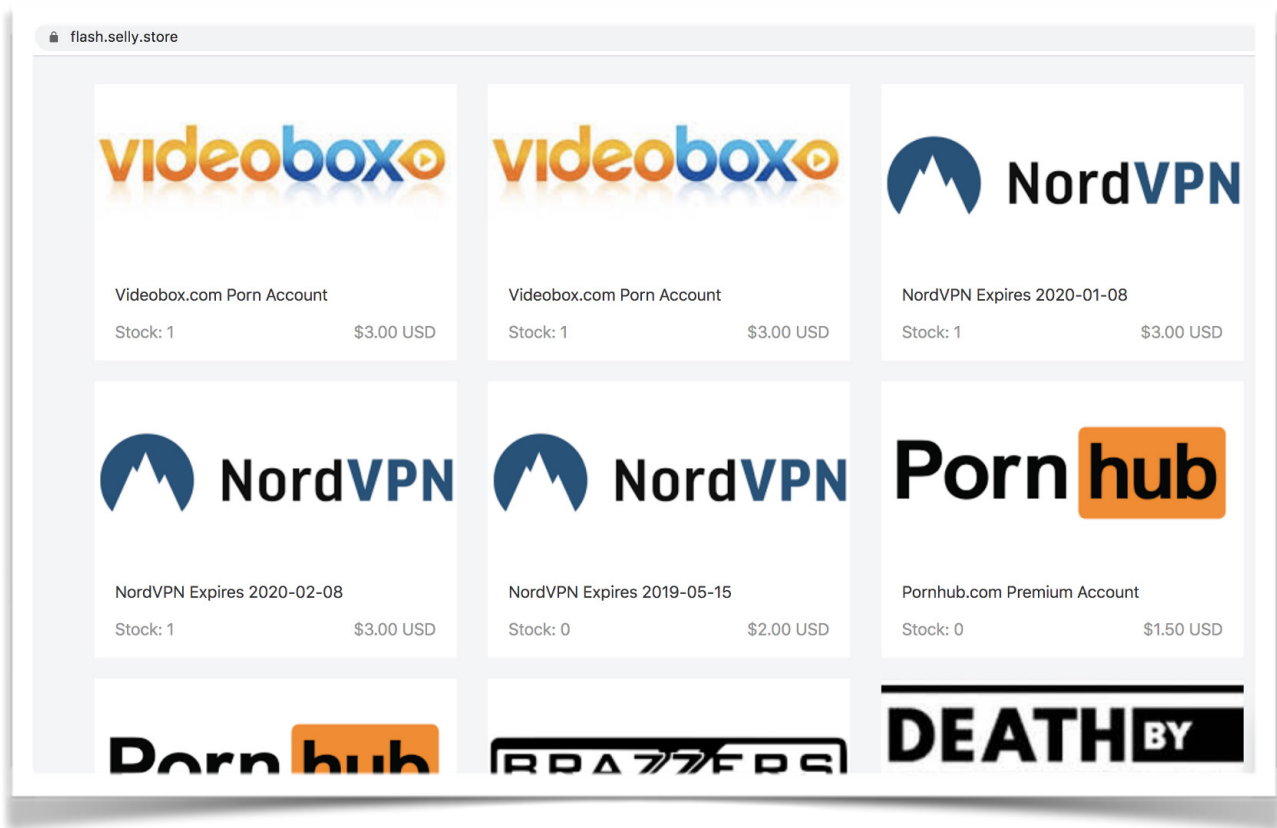 flash.selly.store
videobox
videobox
NordVPN
Videobox.com Porn Account
Videobox.com Porn Account
NordVPN Expires 2020-01-08
Stock: 1 $3.00 USD
Stock: 1 $3.00 USD
Stock: 1 $3.00 USD
NordVPN
NordVPN
Porn hub
NordVPN Expires 2020-02-08
NordVPN Expires 2019-05-15
Pornhub.com Premium Account
Stock: 1 $3.00 USD
Stock: 0 $2.00 USD
Stock: 0 $1.50 USD
Porn hub
BRAZZERS
DEATH BY